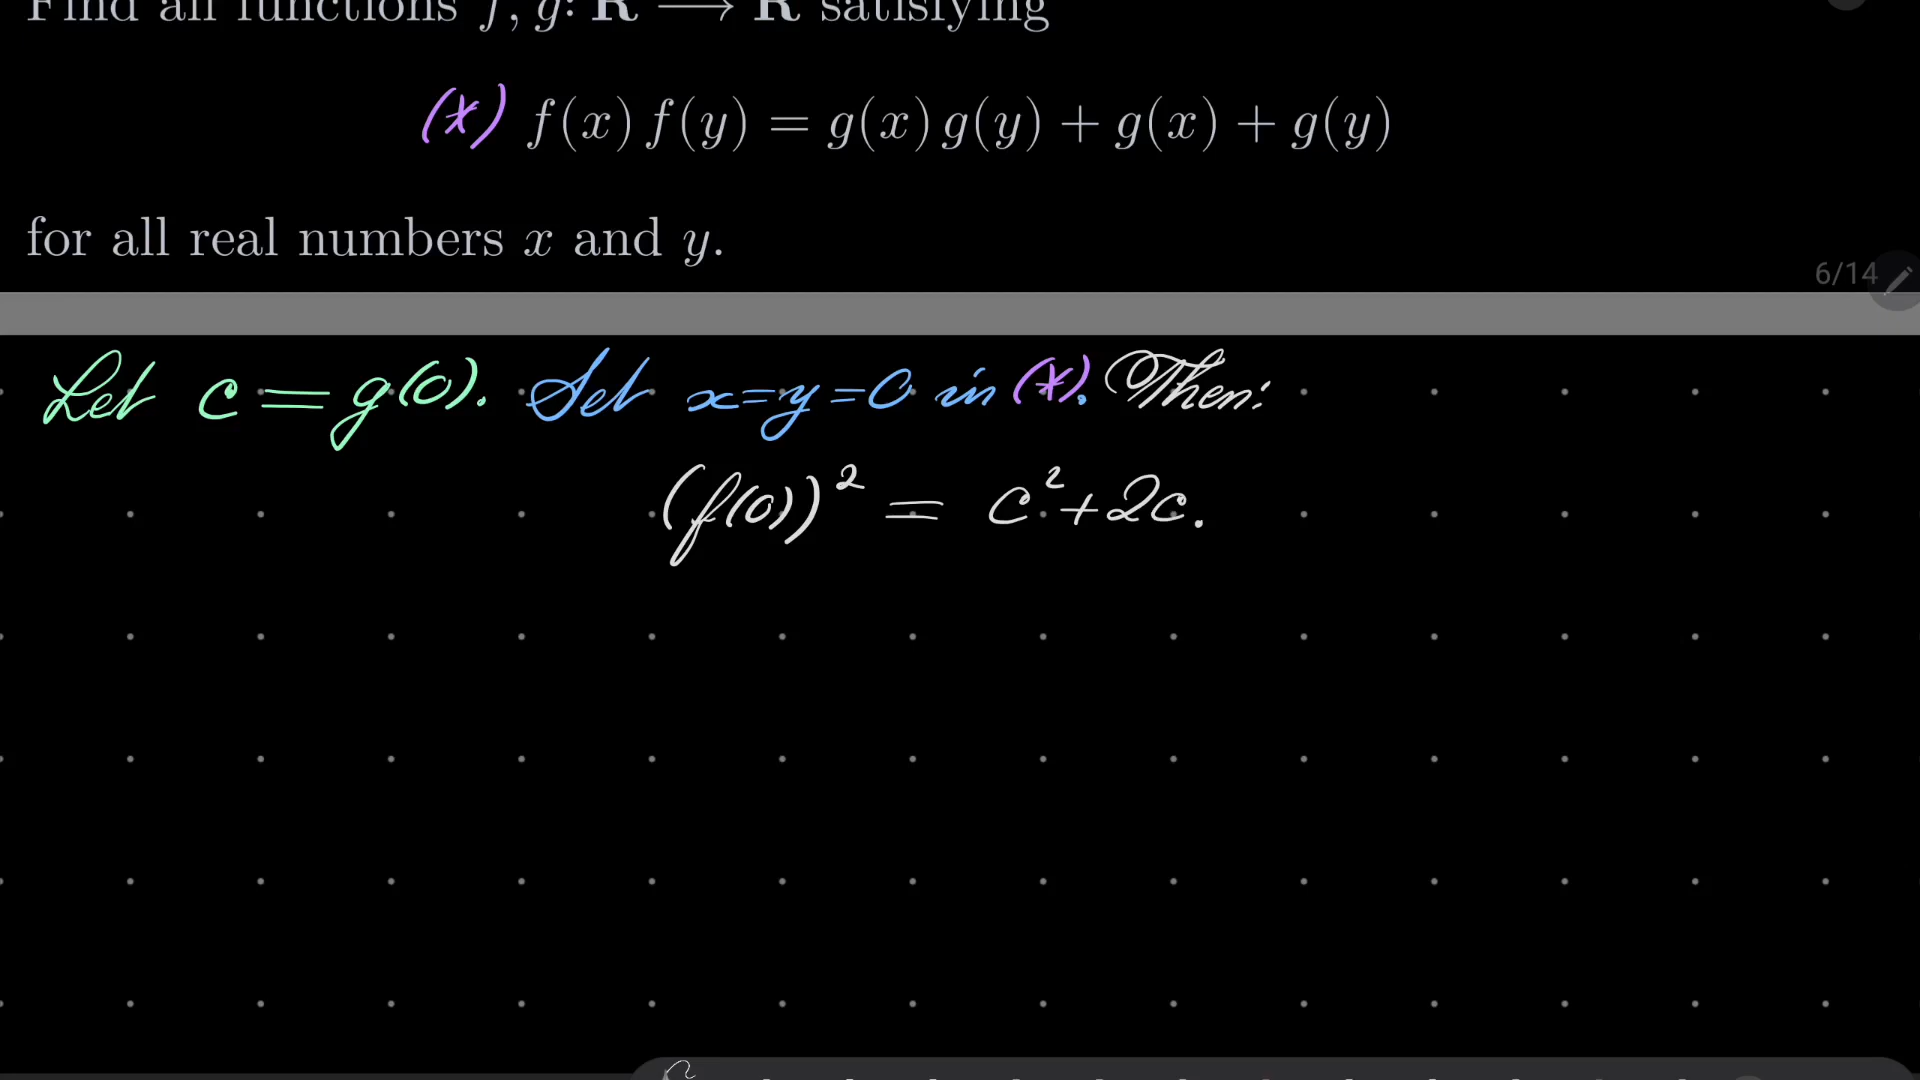 Find all functions f, g: R ⟶ R satisfying
(*) f(x) f(y) = g(x) g(y) + g(x) + g(y)
for all real numbers x and y.
6/14
Let c = g(0). Set x=y=0 in (*). Then:
(f(0))² = c²+2c.